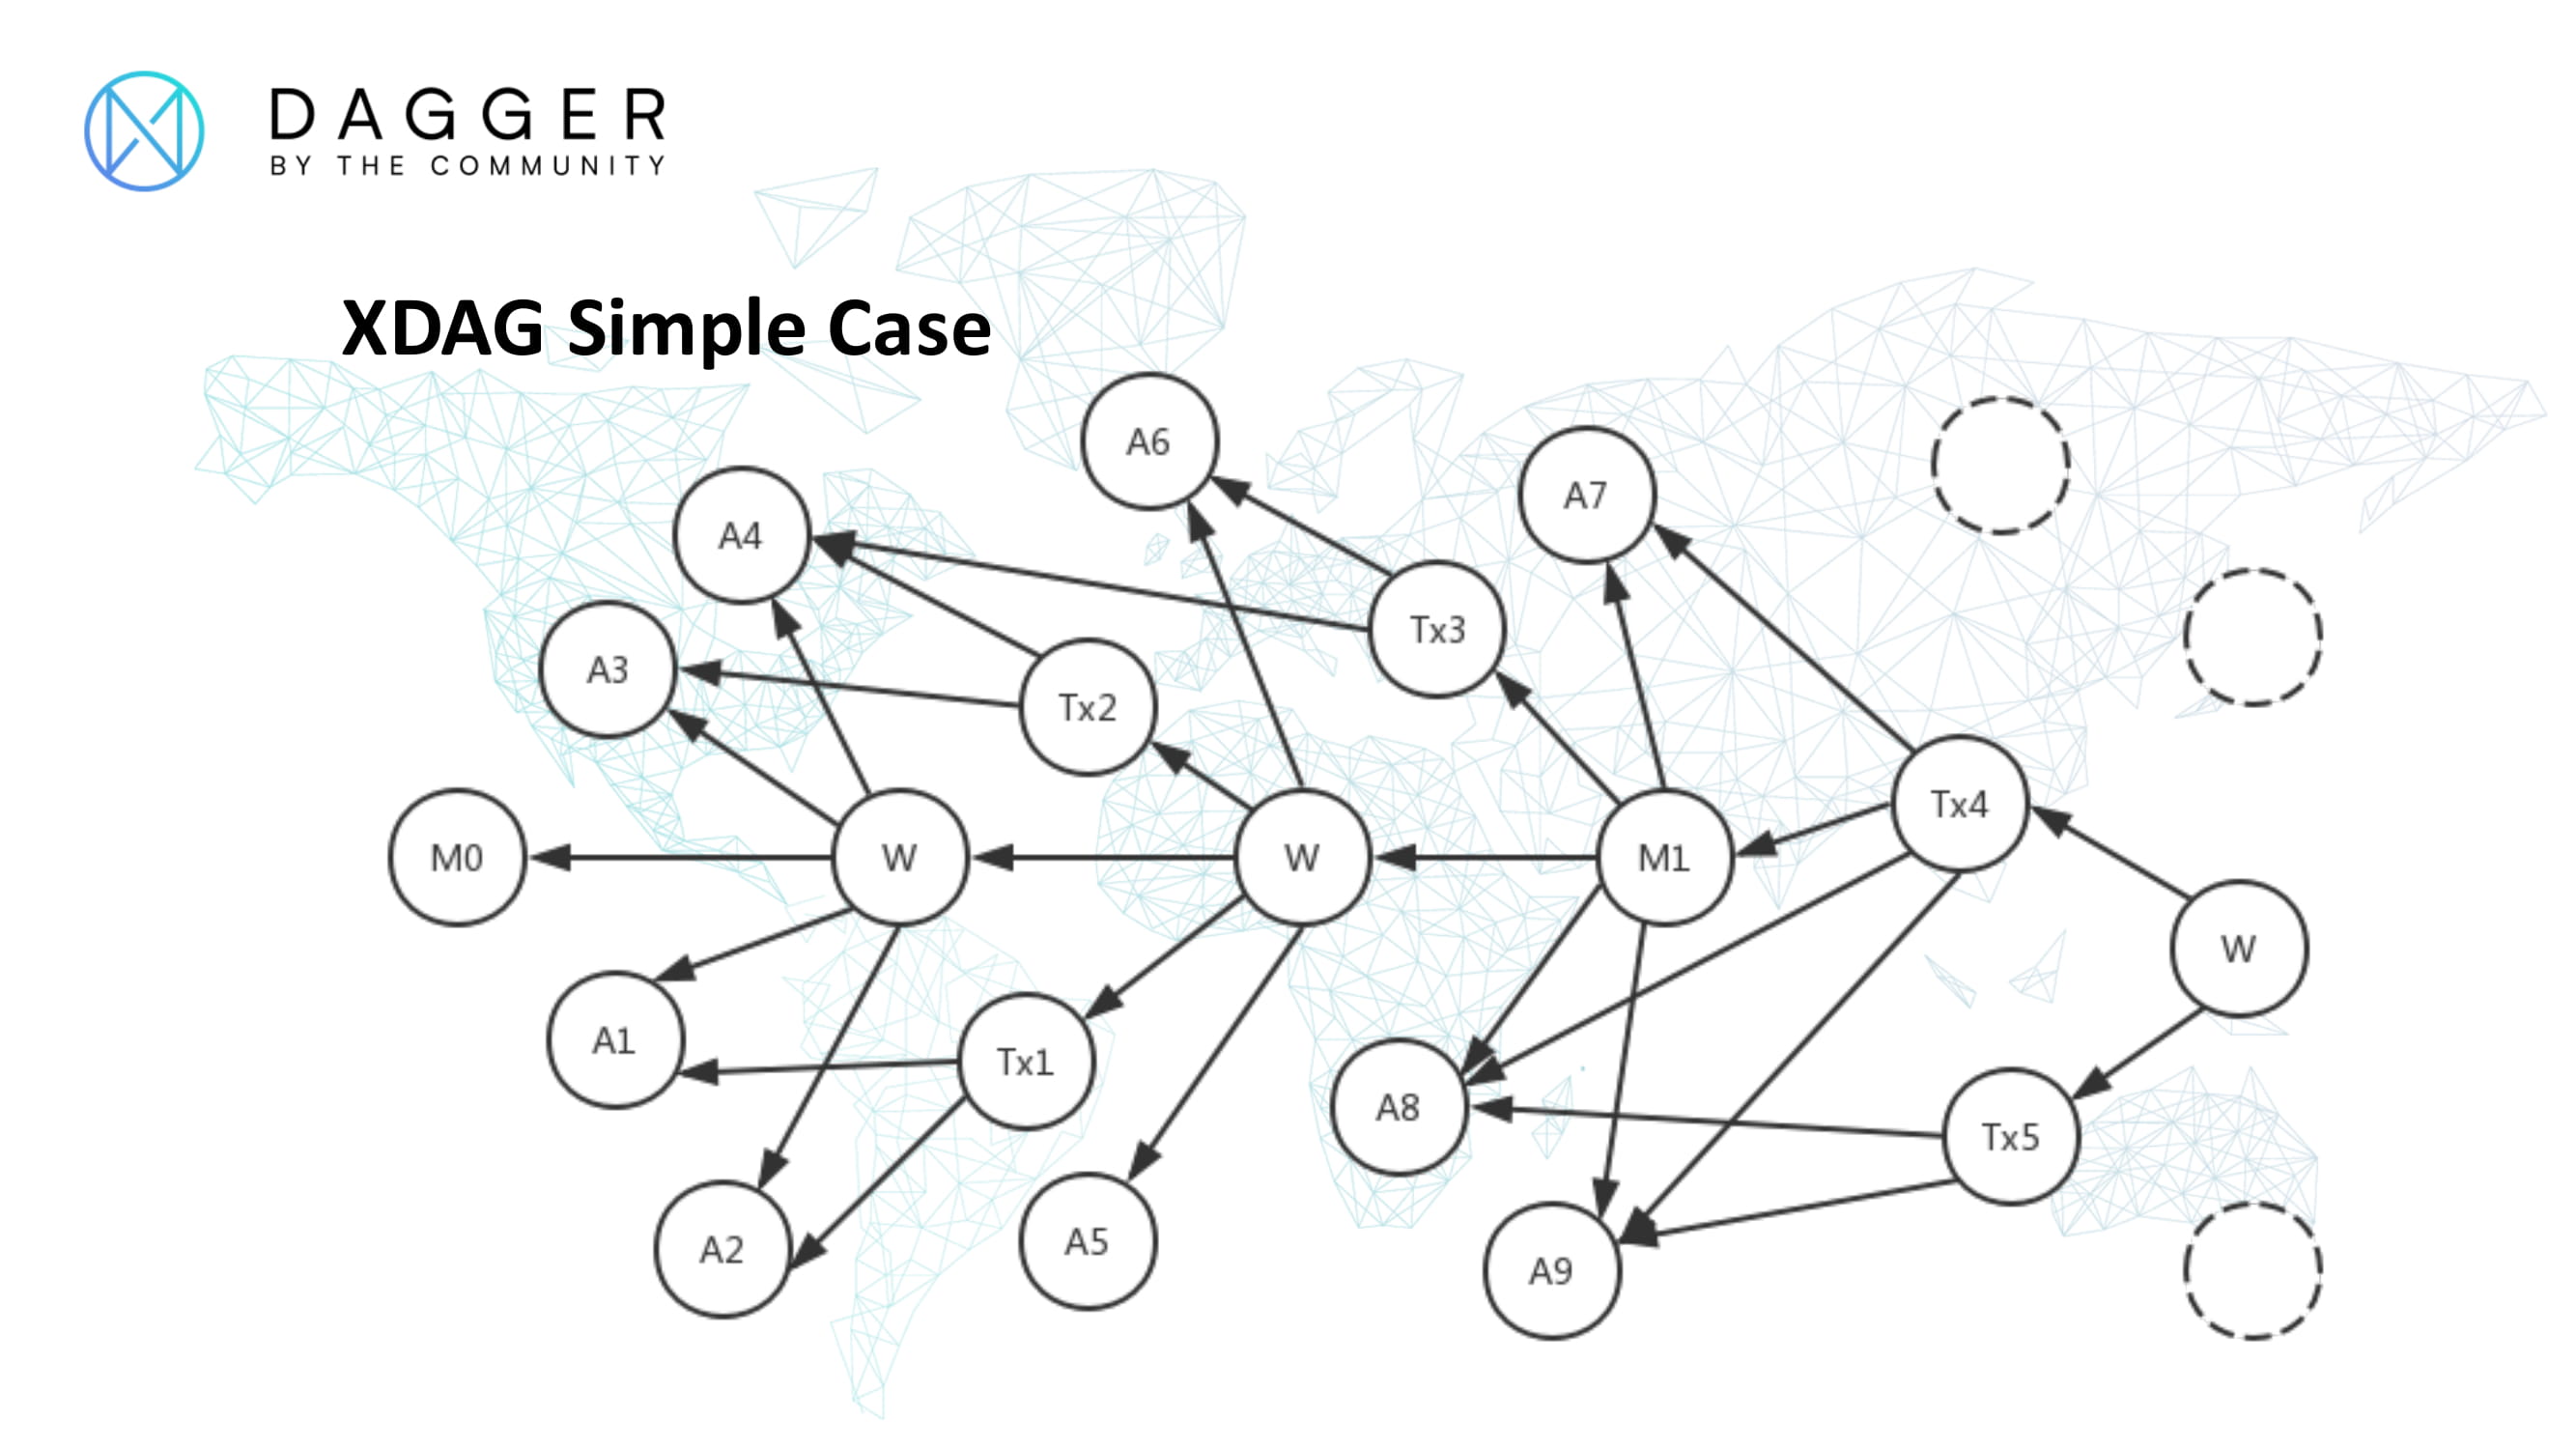 DAGGER
BY THE COMMUNITY
XDAG Simple Case
A6
A7
A4
Tx3
A3
Tx2
Tx4
M0
W
W
M1
W
A1
Tx1
A8
Tx5
A2
A5
A9